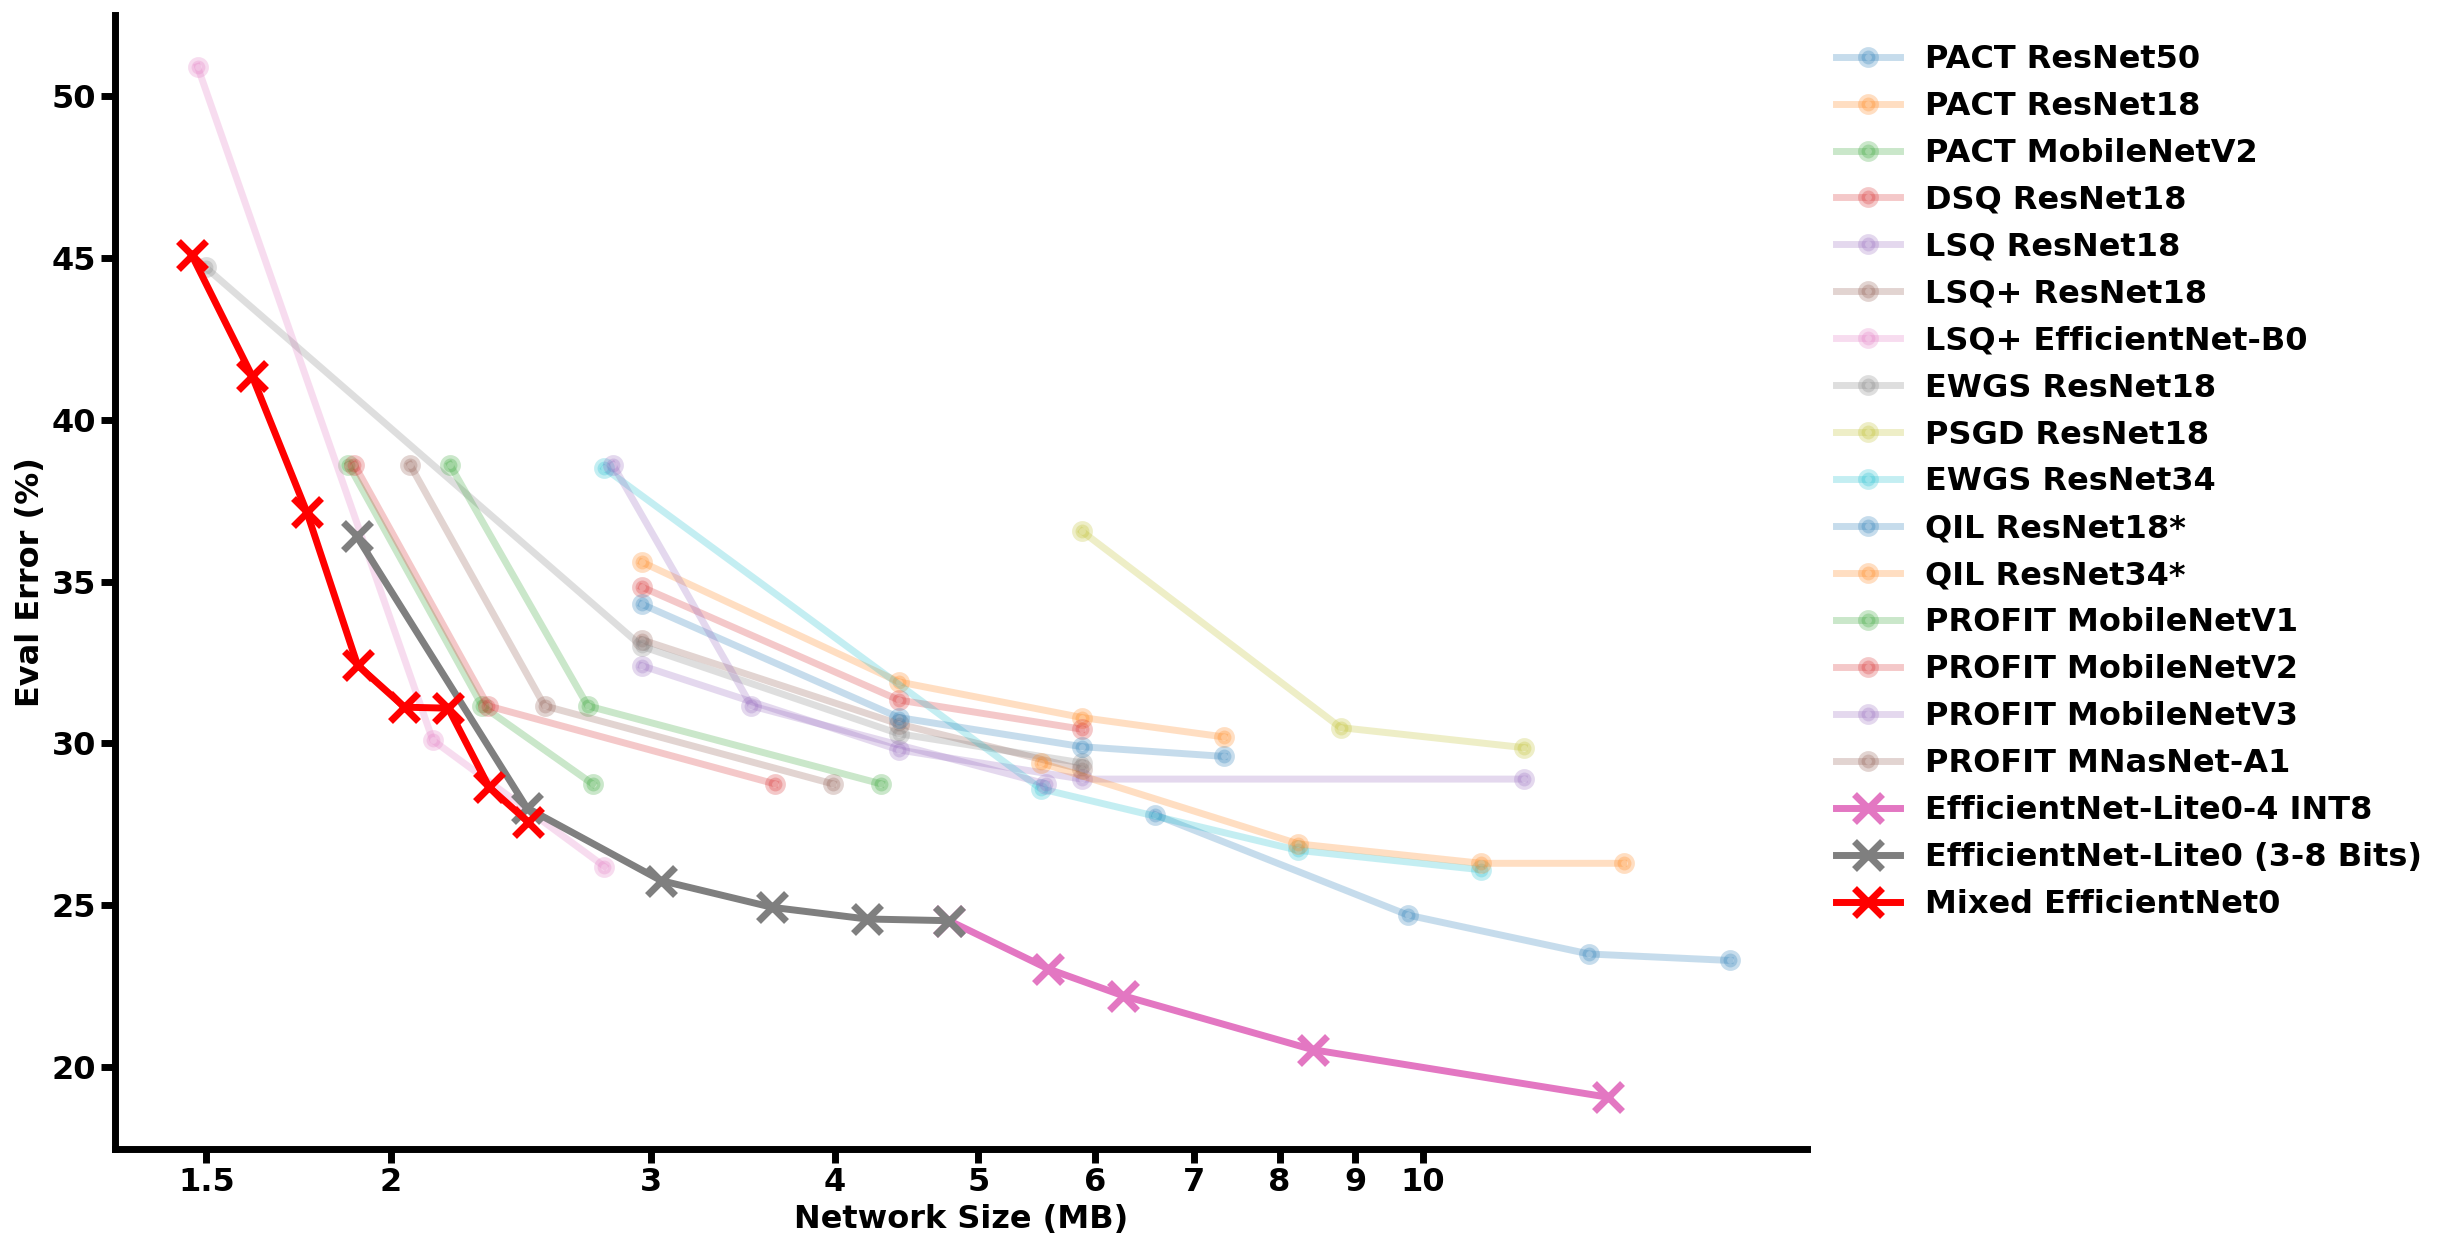 50
45
40
35
30
25
20
Eval Error (%)
1.5 2 3 4 5 6 7 8 9 10
Network Size (MB)
PACT ResNet50
PACT ResNet18
PACT MobileNetV2
DSQ ResNet18
LSQ ResNet18
LSQ+ ResNet18
LSQ+ EfficientNet-B0
EWGS ResNet18
PSGD ResNet18
EWGS ResNet34
QIL ResNet18*
QIL ResNet34*
PROFIT MobileNetV1
PROFIT MobileNetV2
PROFIT MobileNetV3
PROFIT MNasNet-A1
EfficientNet-Lite0-4 INT8
EfficientNet-Lite0 (3-8 Bits)
Mixed EfficientNet0